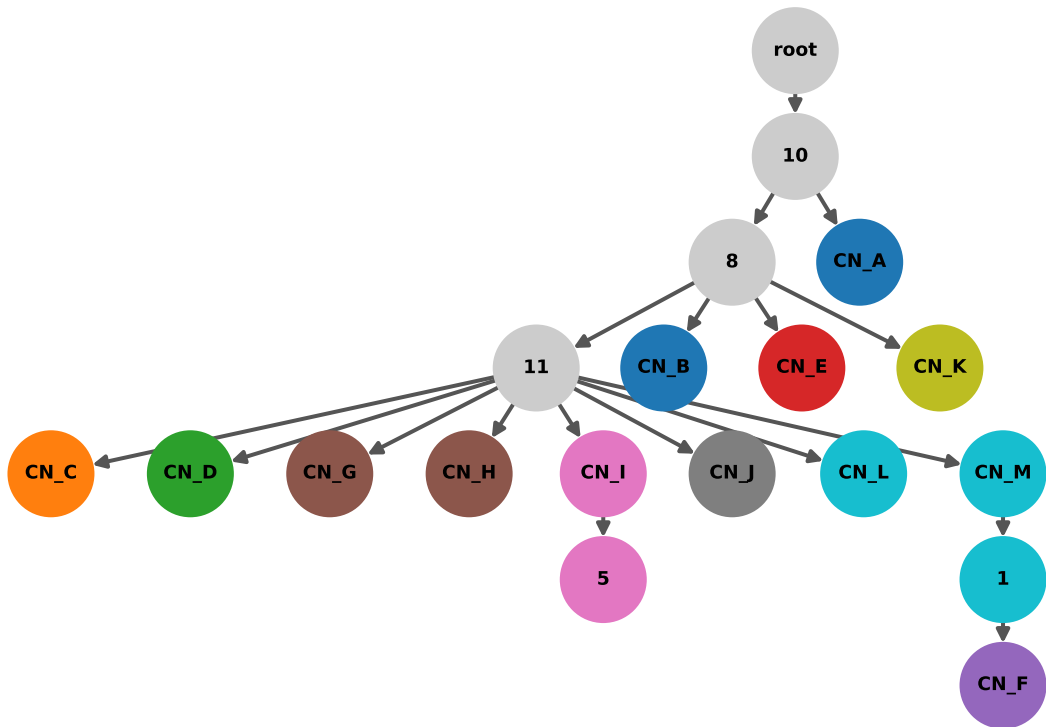 root
10
8
CN_A
11
CN_B
CN_E
CN_K
CN_C
CN_D
CN_G
CN_H
CN_I
CN_J
CN_L
CN_M
5
1
CN_F